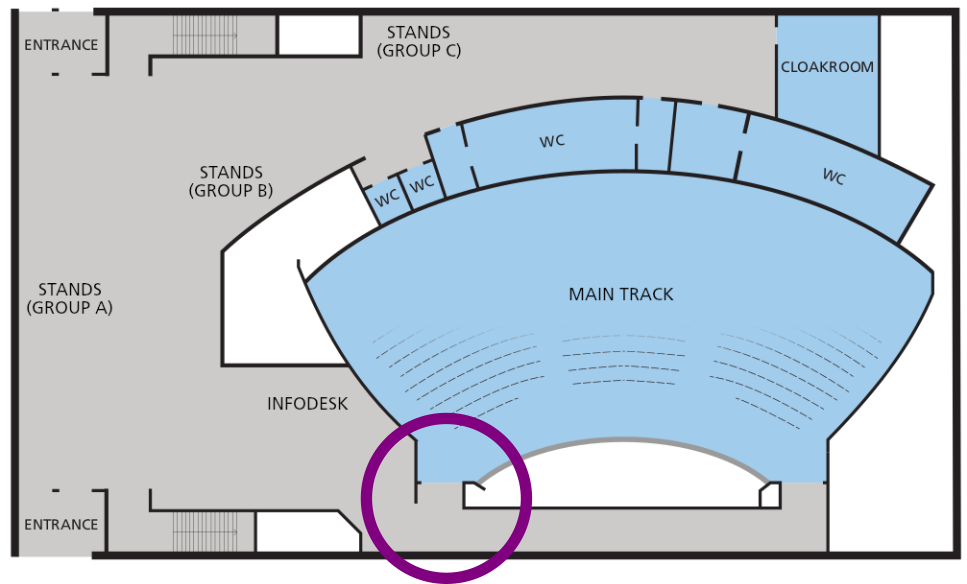 ENTRANCE
STANDS
(GROUP C)
CLOAKROOM
WC
WC
STANDS
(GROUP B)
WC
WC
STANDS
(GROUP A)
MAIN TRACK
INFODESK
ENTRANCE